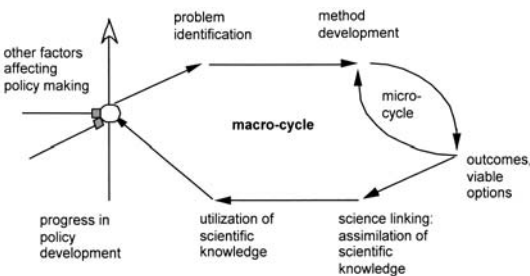 problem
identification
method
development
other factors
affecting
policy making
micro-
cycle
macro-cycle
outcomes,
viable
options
progress in
policy
development
utilization of
scientific
knowledge
science linking:
assimilation of
scientific
knowledge